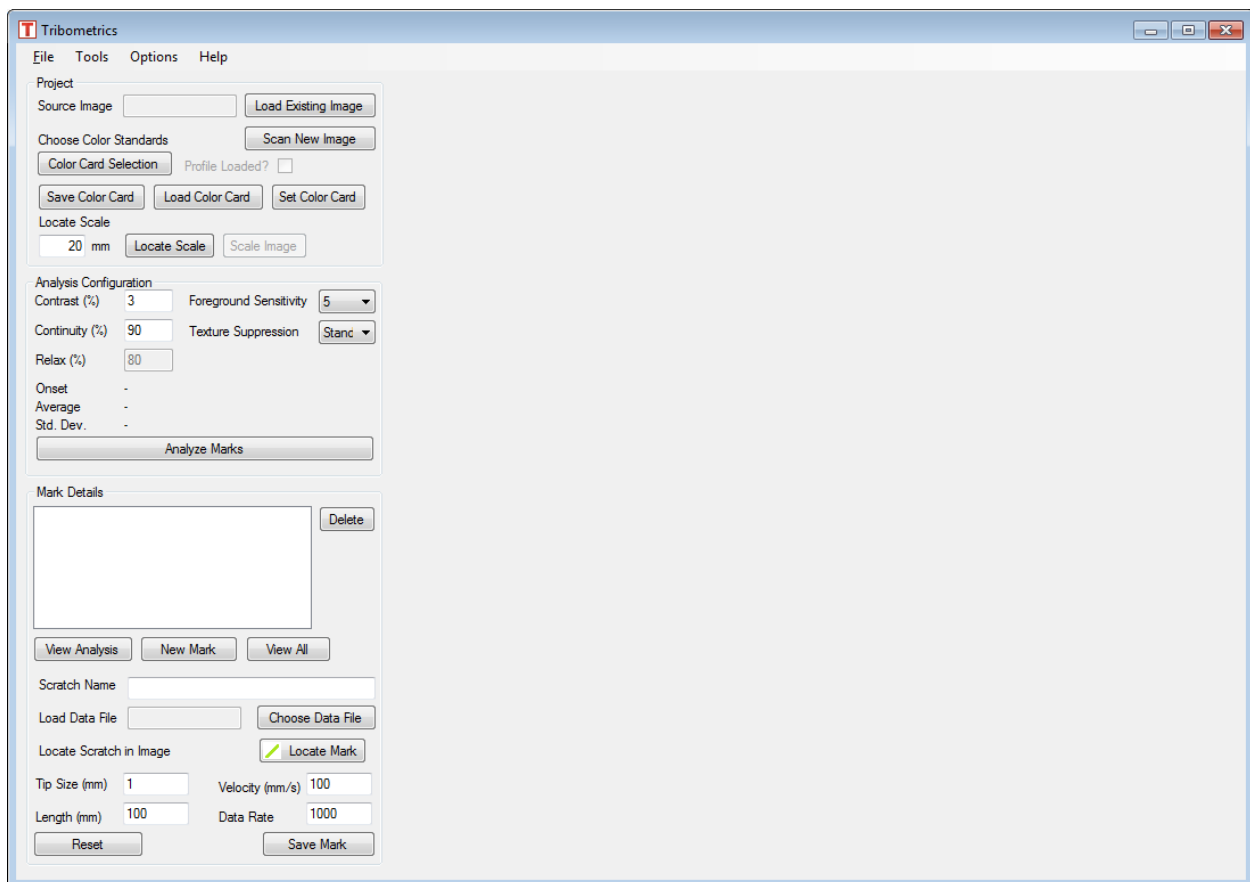 T Tribometrics
File Tools Options Help
Project
Source Image Load Existing Image
Choose Color Standards Scan New Image
Color Card Selection Profile Loaded?
Save Color Card Load Color Card Set Color Card
Locate Scale
20 mm Locate Scale Scale Image
Analysis Configuration
Contrast (%) 3 Foreground Sensitivity 5
Continuity (%) 90 Texture Suppression Stanc
Relax (%) 80
Onset -
Average -
Std. Dev. -
Analyze Marks
Mark Details
Delete
View Analysis New Mark View All
Scratch Name
Load Data File Choose Data File
Locate Scratch in Image Locate Mark
Tip Size (mm) 1 Velocity (mm/s) 100
Length (mm) 100 Data Rate 1000
Reset Save Mark